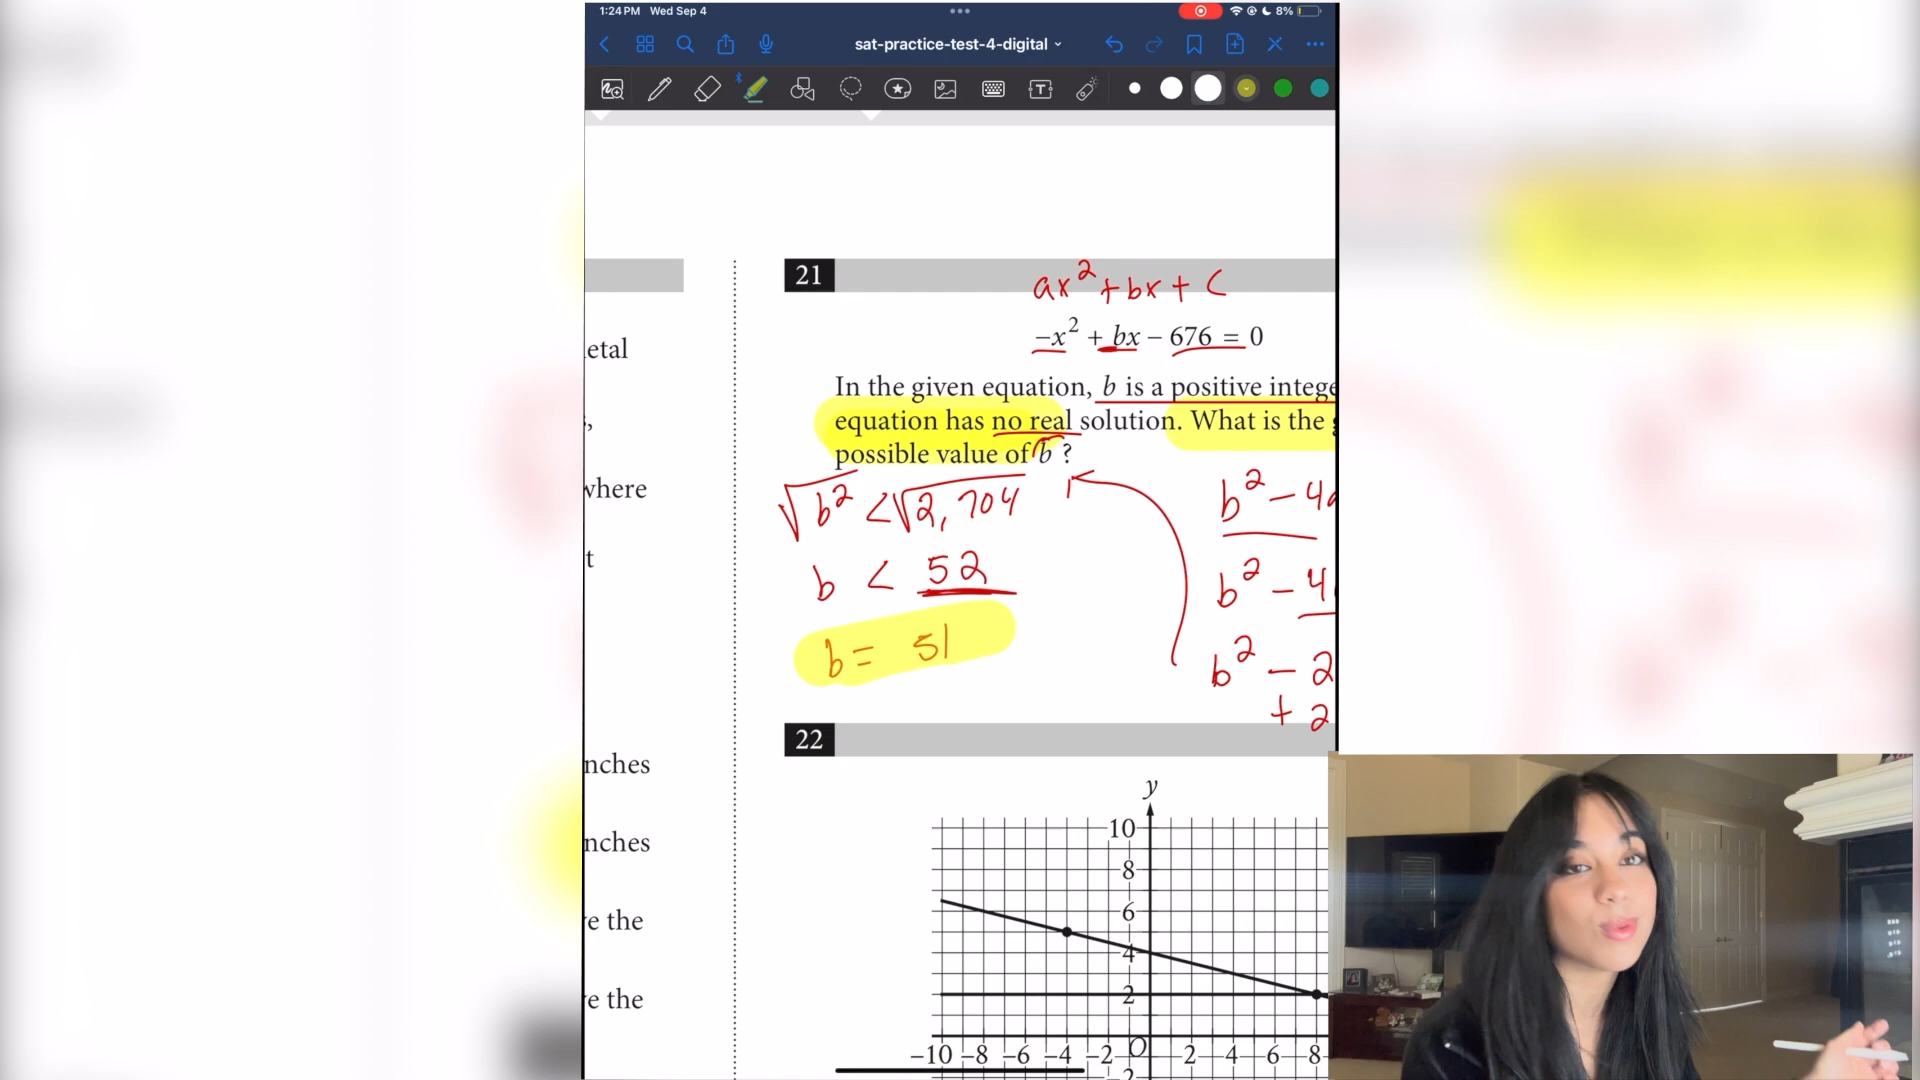 1:24 PM Wed Sep 4
8%
sat-practice-test-4-digital
T
21
ax² + bx + c
−x² + bx − 676 = 0
etal
In the given equation, b is a positive intege
equation has no real solution. What is the
possible value of b ?
where
√b² < √2,704
b² − 4a
t
b < 52
b² − 4
b = 51
b² − 2
+ 2
22
nches
y
10
nches
8
6
e the
4
2
e the
−10 −8 −6 −4 −2 O 2 4 6 8
−2